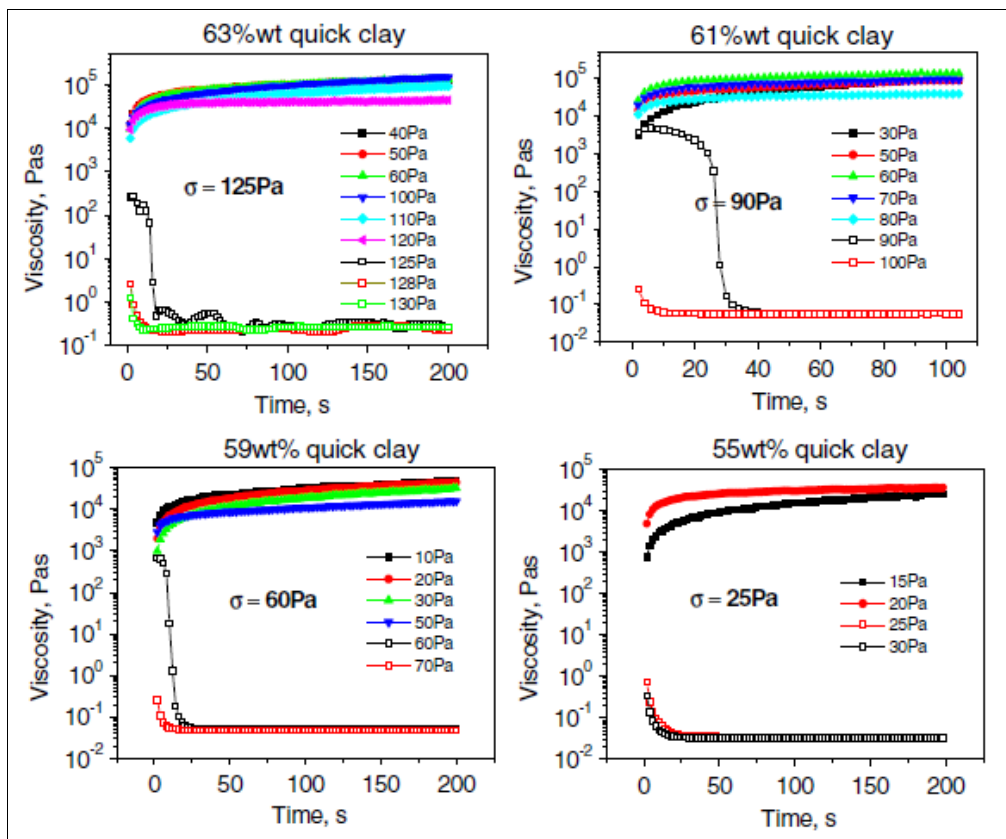 63%wt quick clay
Viscosity, Pas
10^5
10^4
10^3
10^2
10^1
10^0
10^-1
σ = 125Pa
40Pa
50Pa
60Pa
100Pa
110Pa
120Pa
125Pa
128Pa
130Pa
0 50 100 150 200
Time, s
61%wt quick clay
Viscosity, Pas
10^5
10^4
10^3
10^2
10^1
10^0
10^-1
10^-2
σ = 90Pa
30Pa
50Pa
60Pa
70Pa
80Pa
90Pa
100Pa
0 20 40 60 80 100
Time, s
59wt% quick clay
Viscosity, Pas
10^5
10^4
10^3
10^2
10^1
10^0
10^-1
10^-2
σ = 60Pa
10Pa
20Pa
30Pa
50Pa
60Pa
70Pa
0 50 100 150 200
Time, s
55wt% quick clay
Viscosity, Pas
10^5
10^4
10^3
10^2
10^1
10^0
10^-1
10^-2
σ = 25Pa
15Pa
20Pa
25Pa
30Pa
0 50 100 150 200
Time, s